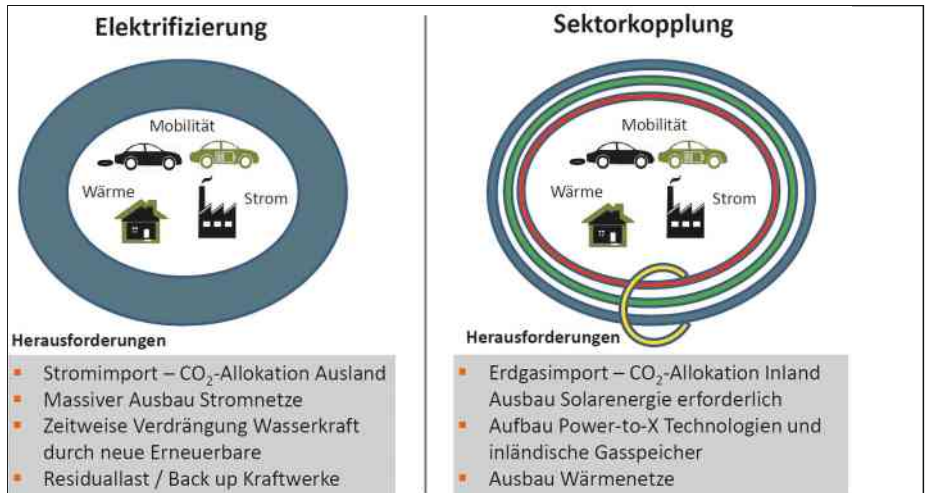 Elektrifizierung
Mobilität
Wärme
Strom
Herausforderungen
Stromimport – CO₂-Allokation Ausland
Massiver Ausbau Stromnetze
Zeitweise Verdrängung Wasserkraft
durch neue Erneuerbare
Residuallast / Back up Kraftwerke
Sektorkopplung
Mobilität
Wärme
Strom
Herausforderungen
Erdgasimport – CO₂-Allokation Inland
Ausbau Solarenergie erforderlich
Aufbau Power-to-X Technologien und
inländische Gasspeicher
Ausbau Wärmenetze